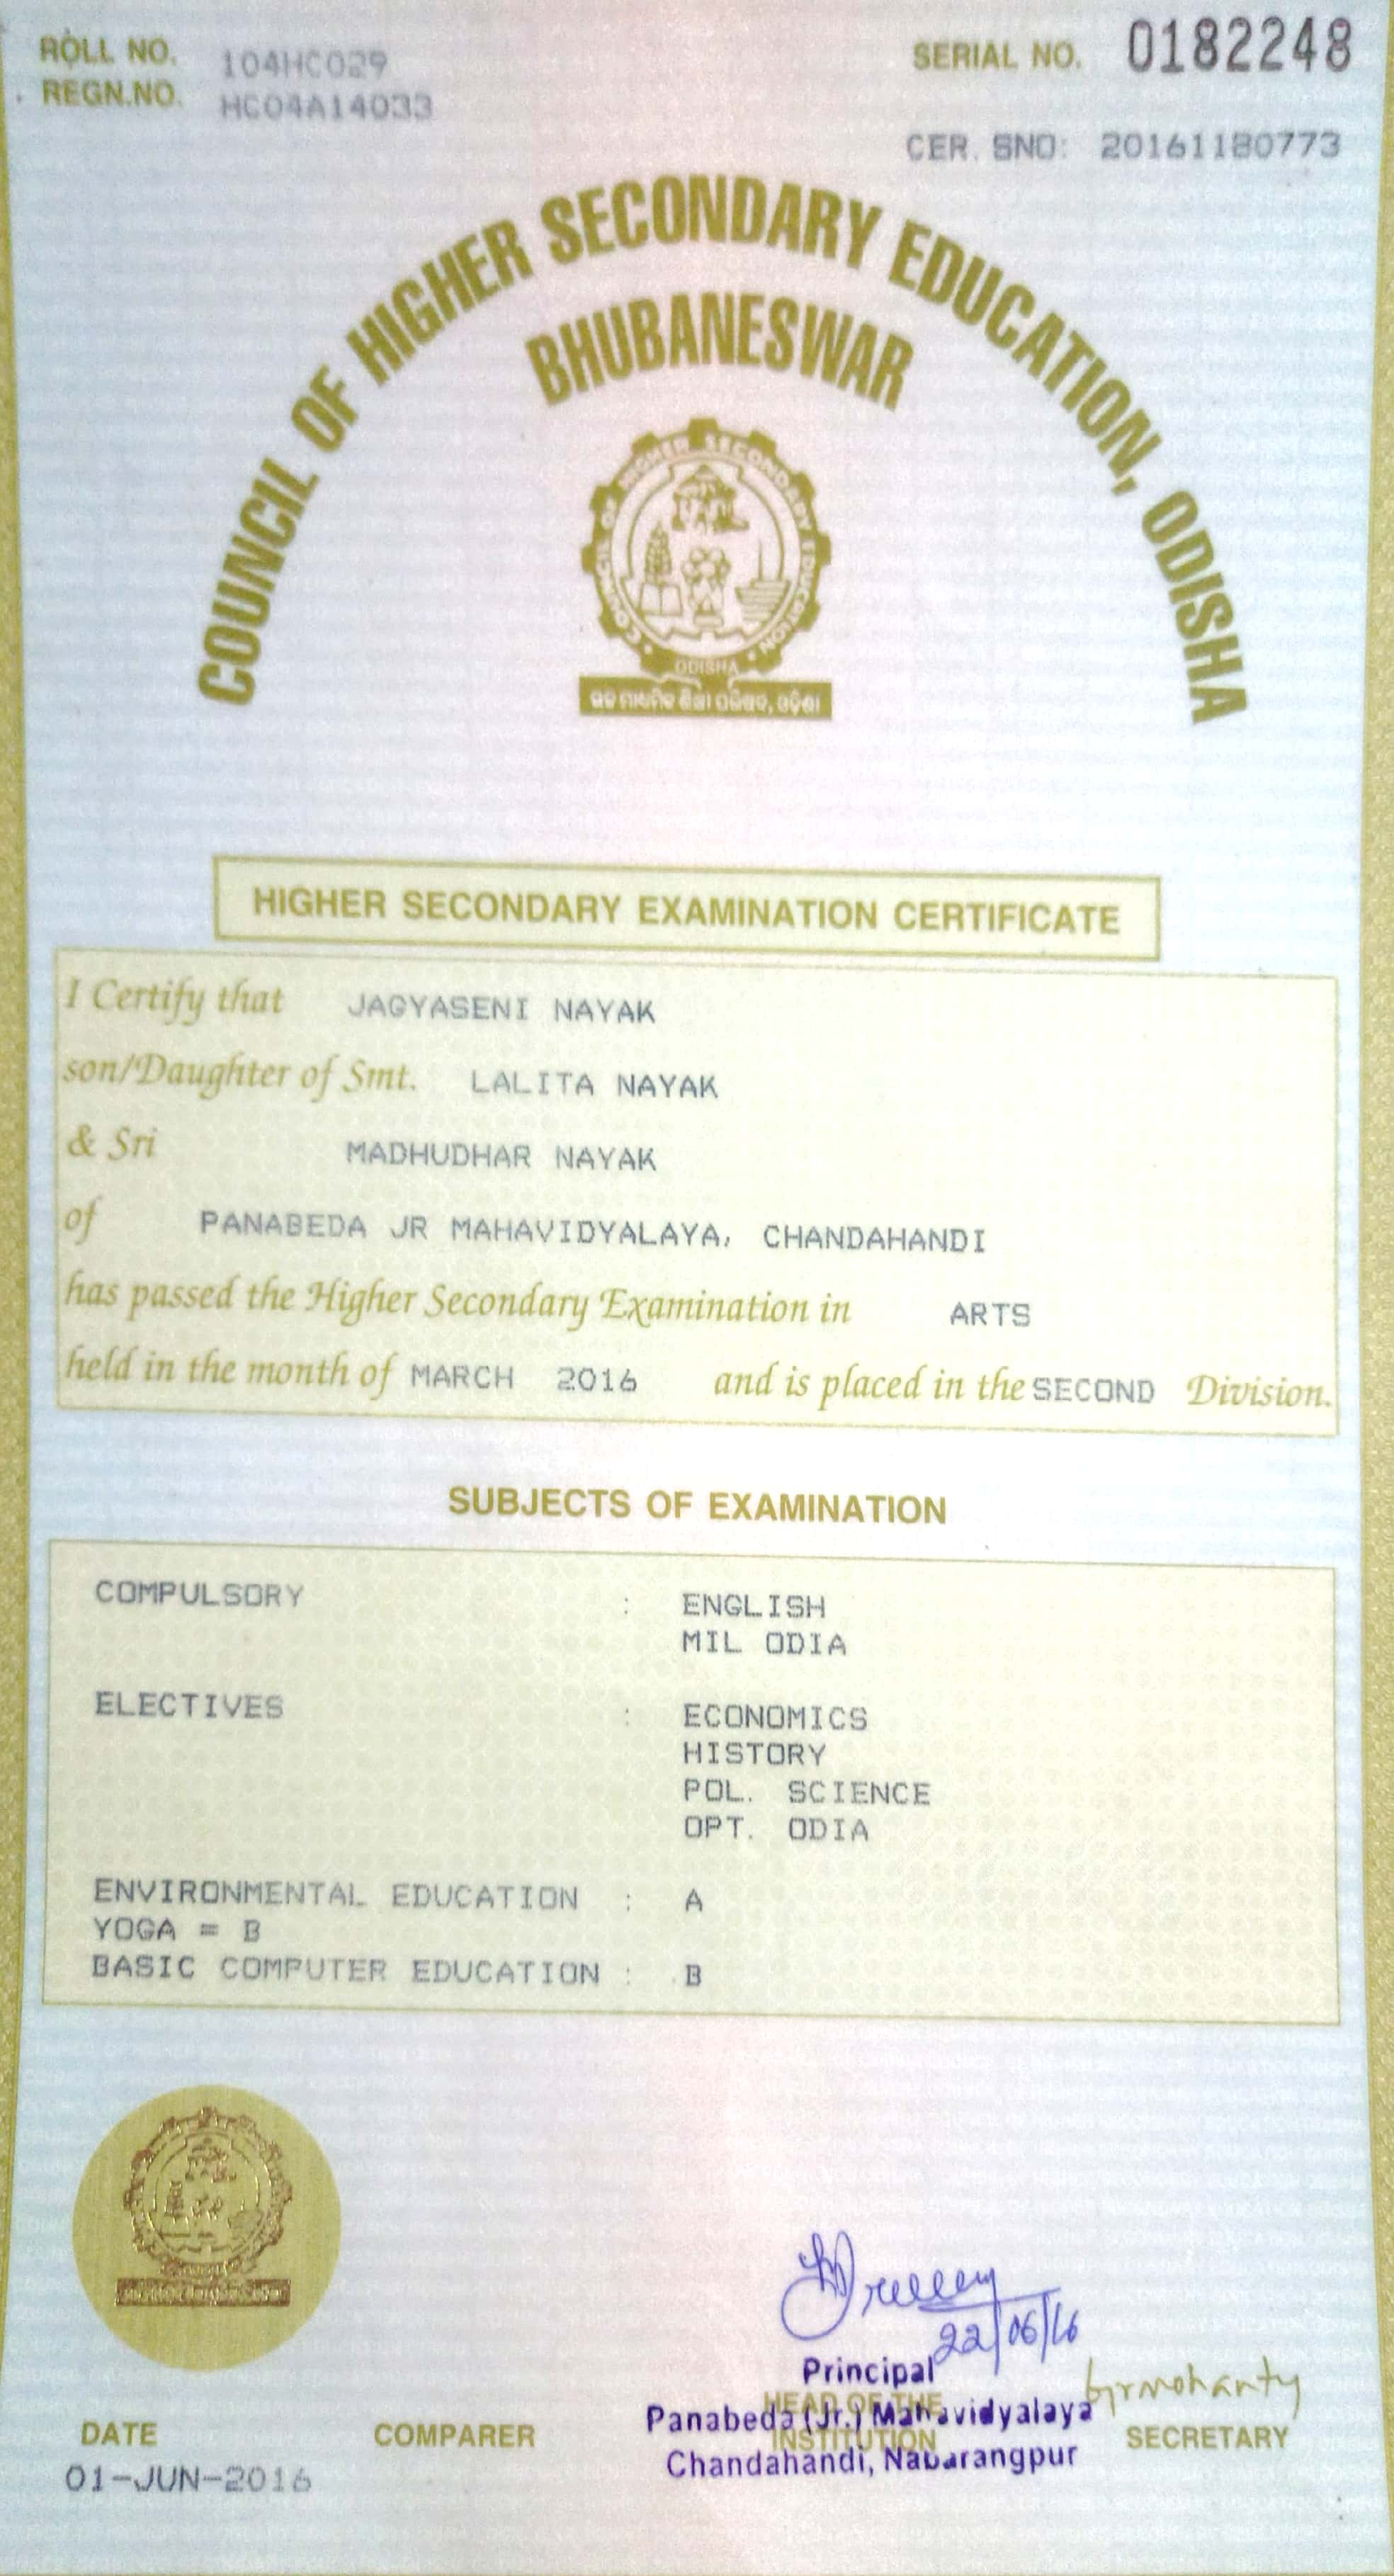 ROLL NO. 104HC029
SERIAL NO. 0182248
REGN.NO. HC04A14033
CER. SNO: 20161180773
COUNCIL OF HIGHER SECONDARY EDUCATION, ODISHA
BHUBANESWAR
COUNCIL OF HIGHER SECONDARY EDUCATION
ODISHA
HIGHER SECONDARY EXAMINATION CERTIFICATE
I Certify that JAGYASENI NAYAK
son/Daughter of Smt. LALITA NAYAK
& Sri MADHUDHAR NAYAK
of PANABEDA JR MAHAVIDYALAYA, CHANDAHANDI
has passed the Higher Secondary Examination in ARTS
held in the month of MARCH 2016 and is placed in the SECOND Division.
SUBJECTS OF EXAMINATION
COMPULSORY : ENGLISH
MIL ODIA
ELECTIVES : ECONOMICS
HISTORY
POL. SCIENCE
OPT. ODIA
ENVIRONMENTAL EDUCATION : A
YOGA = B
BASIC COMPUTER EDUCATION : B
22/06/16
Principal
HEAD OF THE
Panabeda (Jr.) Mahavidyalaya
INSTITUTION
Chandahandi, Nabarangpur
DATE
COMPARER
SECRETARY
01-JUN-2016